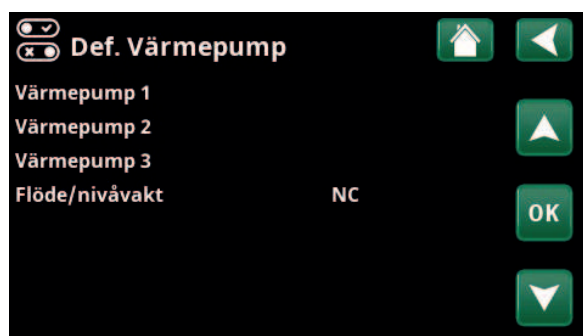 Def. Värmepump
Värmepump 1
Värmepump 2
Värmepump 3
Flöde/nivåvakt NC
OK